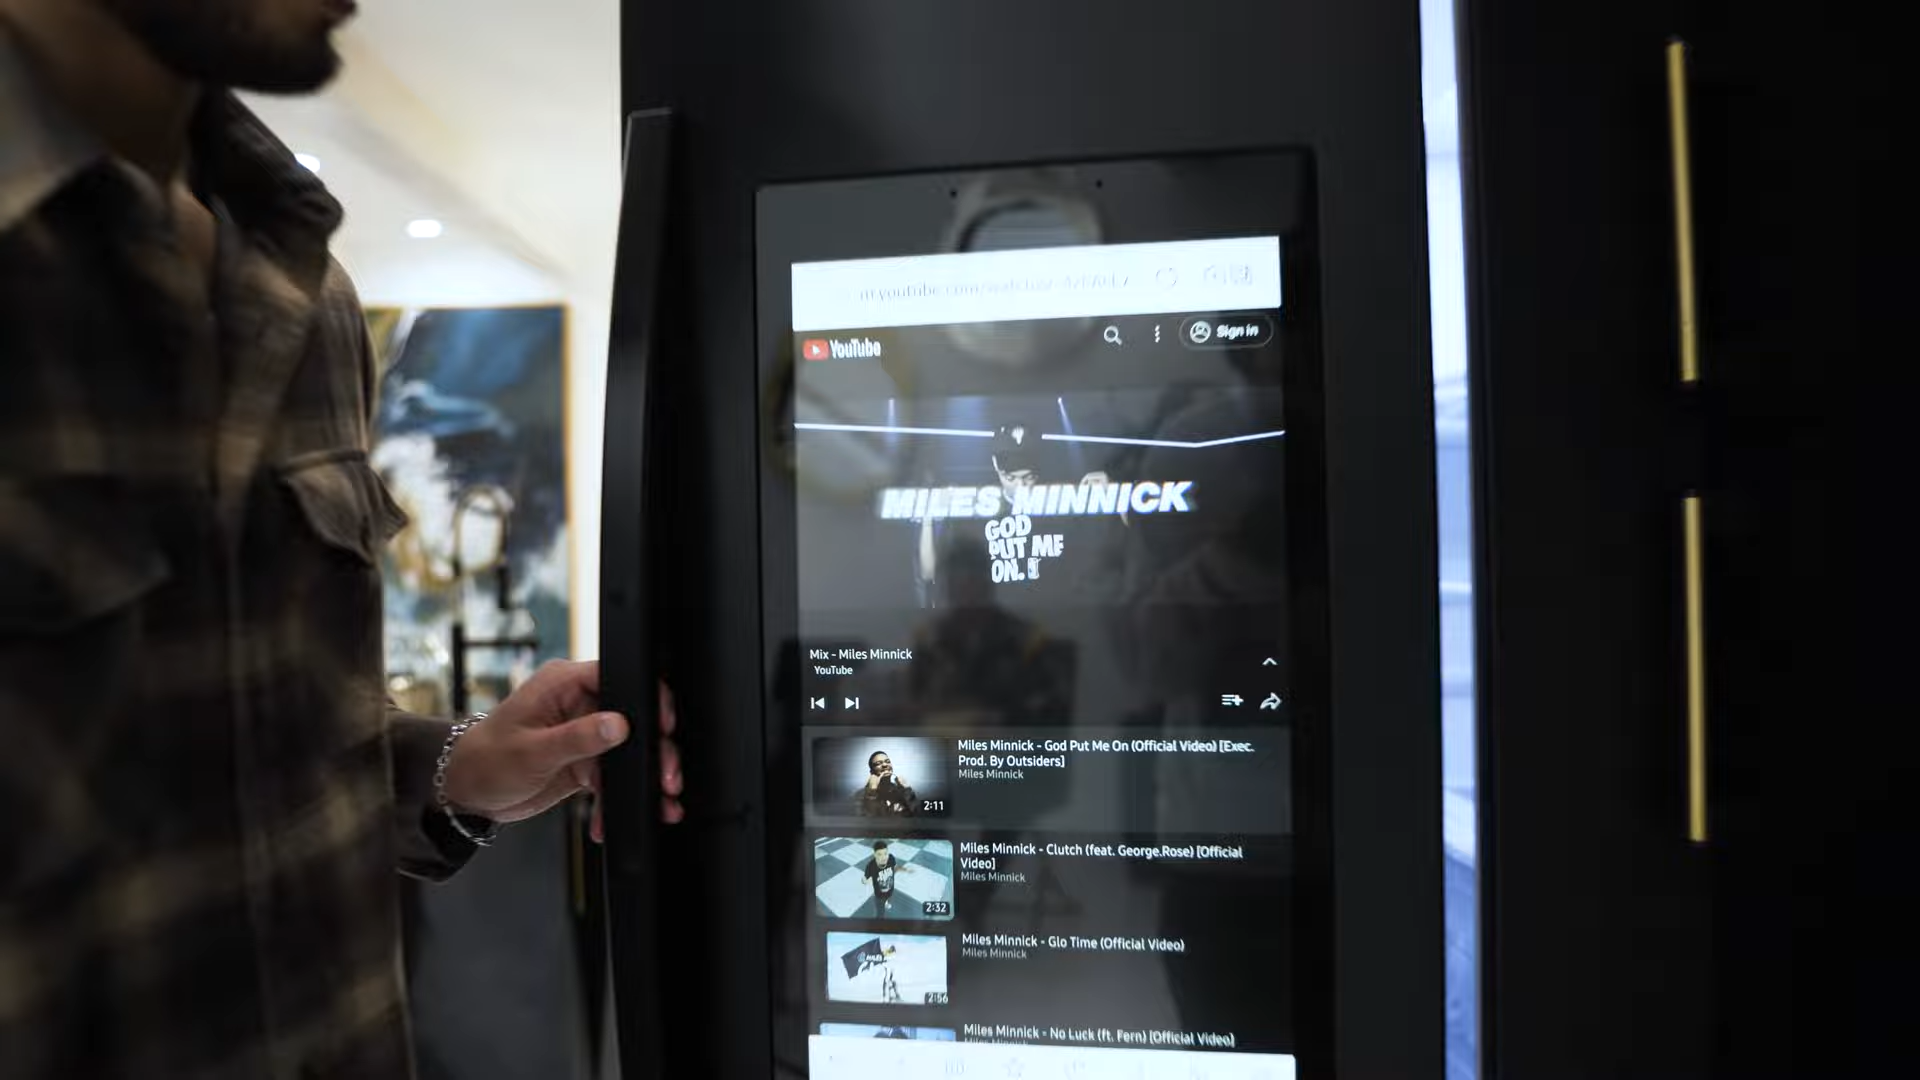 m.youtube.com/watch
YouTube
Sign in
MILES MINNICK
GOD
PUT ME
ON.
Mix - Miles Minnick
YouTube
Miles Minnick - God Put Me On (Official Video) [Exec.
Prod. By Outsiders]
Miles Minnick
2:11
Miles Minnick - Clutch (feat. George.Rose) [Official
Video]
Miles Minnick
2:32
Miles Minnick - Glo Time (Official Video)
Miles Minnick
2:56
Miles Minnick - No Luck (ft. Fern) [Official Video]